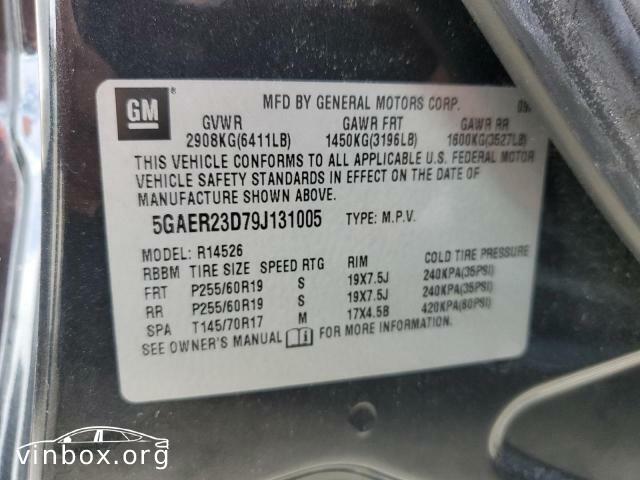 GM
MFD BY GENERAL MOTORS CORP.
GVWR GAWR FRT GAWR RR
2908KG(6411LB) 1450KG(3196LB) 1600KG(3527LB)
THIS VEHICLE CONFORMS TO ALL APPLICABLE U.S. FEDERAL MOTOR
VEHICLE SAFETY STANDARDS IN EFFECT ON THE DATE OF
MANUFACTURE SHOWN ABOVE.
5GAER23D79J131005 TYPE: M.P.V.
MODEL: R14526
RBBM TIRE SIZE SPEED RTG RIM COLD TIRE PRESSURE
FRT P255/60R19 S 19X7.5J 240KPA(35PSI)
RR P255/60R19 S 19X7.5J 240KPA(35PSI)
SPA T145/70R17 M 17X4.5B 420KPA(60PSI)
SEE OWNER'S MANUAL FOR MORE INFORMATION.
vinbox.org